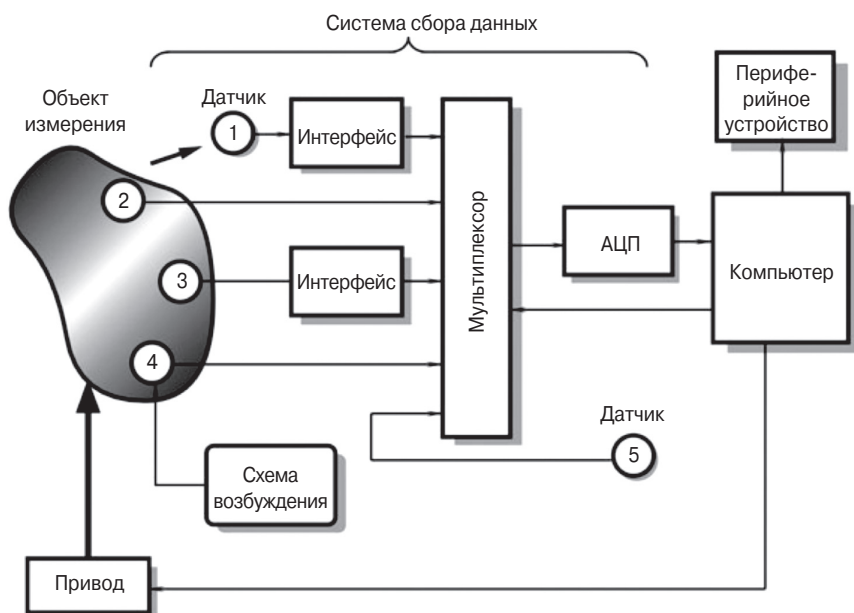 Система сбора данных
Объект
измерения
Датчик
1
Интерфейс
2
3
Интерфейс
4
Мультиплексор
АЦП
Перифе-
рийное
устройство
Компьютер
Датчик
5
Схема
возбуждения
Привод